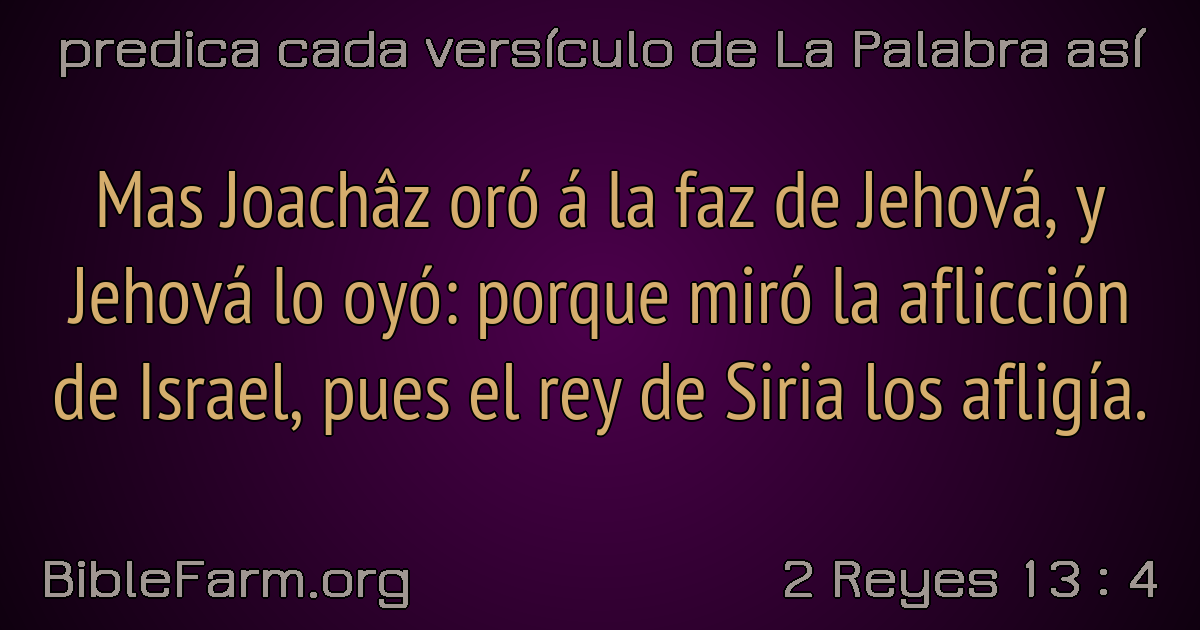 predica cada versículo de La Palabra así
Mas Joachâz oró á la faz de Jehová, y
Jehová lo oyó: porque miró la aflicción
de Israel, pues el rey de Siria los afligía.
BibleFarm.org
2 Reyes 13 : 4